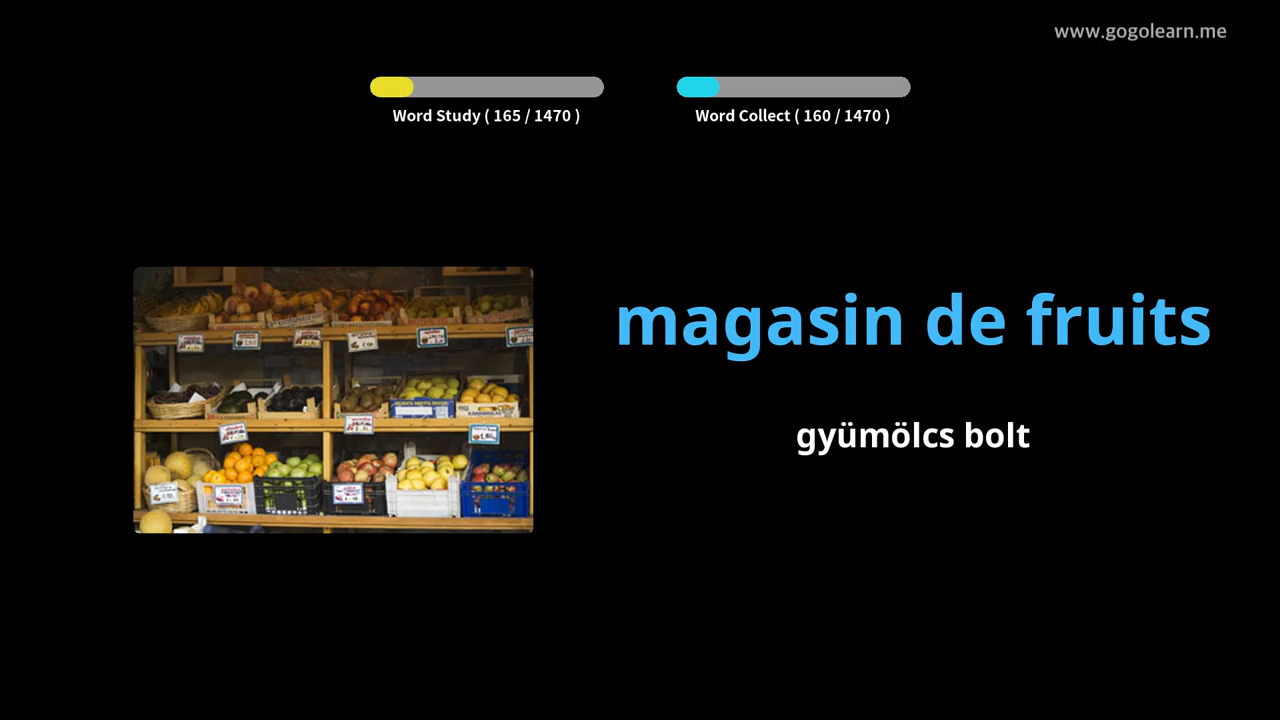 www.gogolearn.me
Word Study ( 165 / 1470 )
Word Collect ( 160 / 1470 )
magasin de fruits
gyümölcs bolt